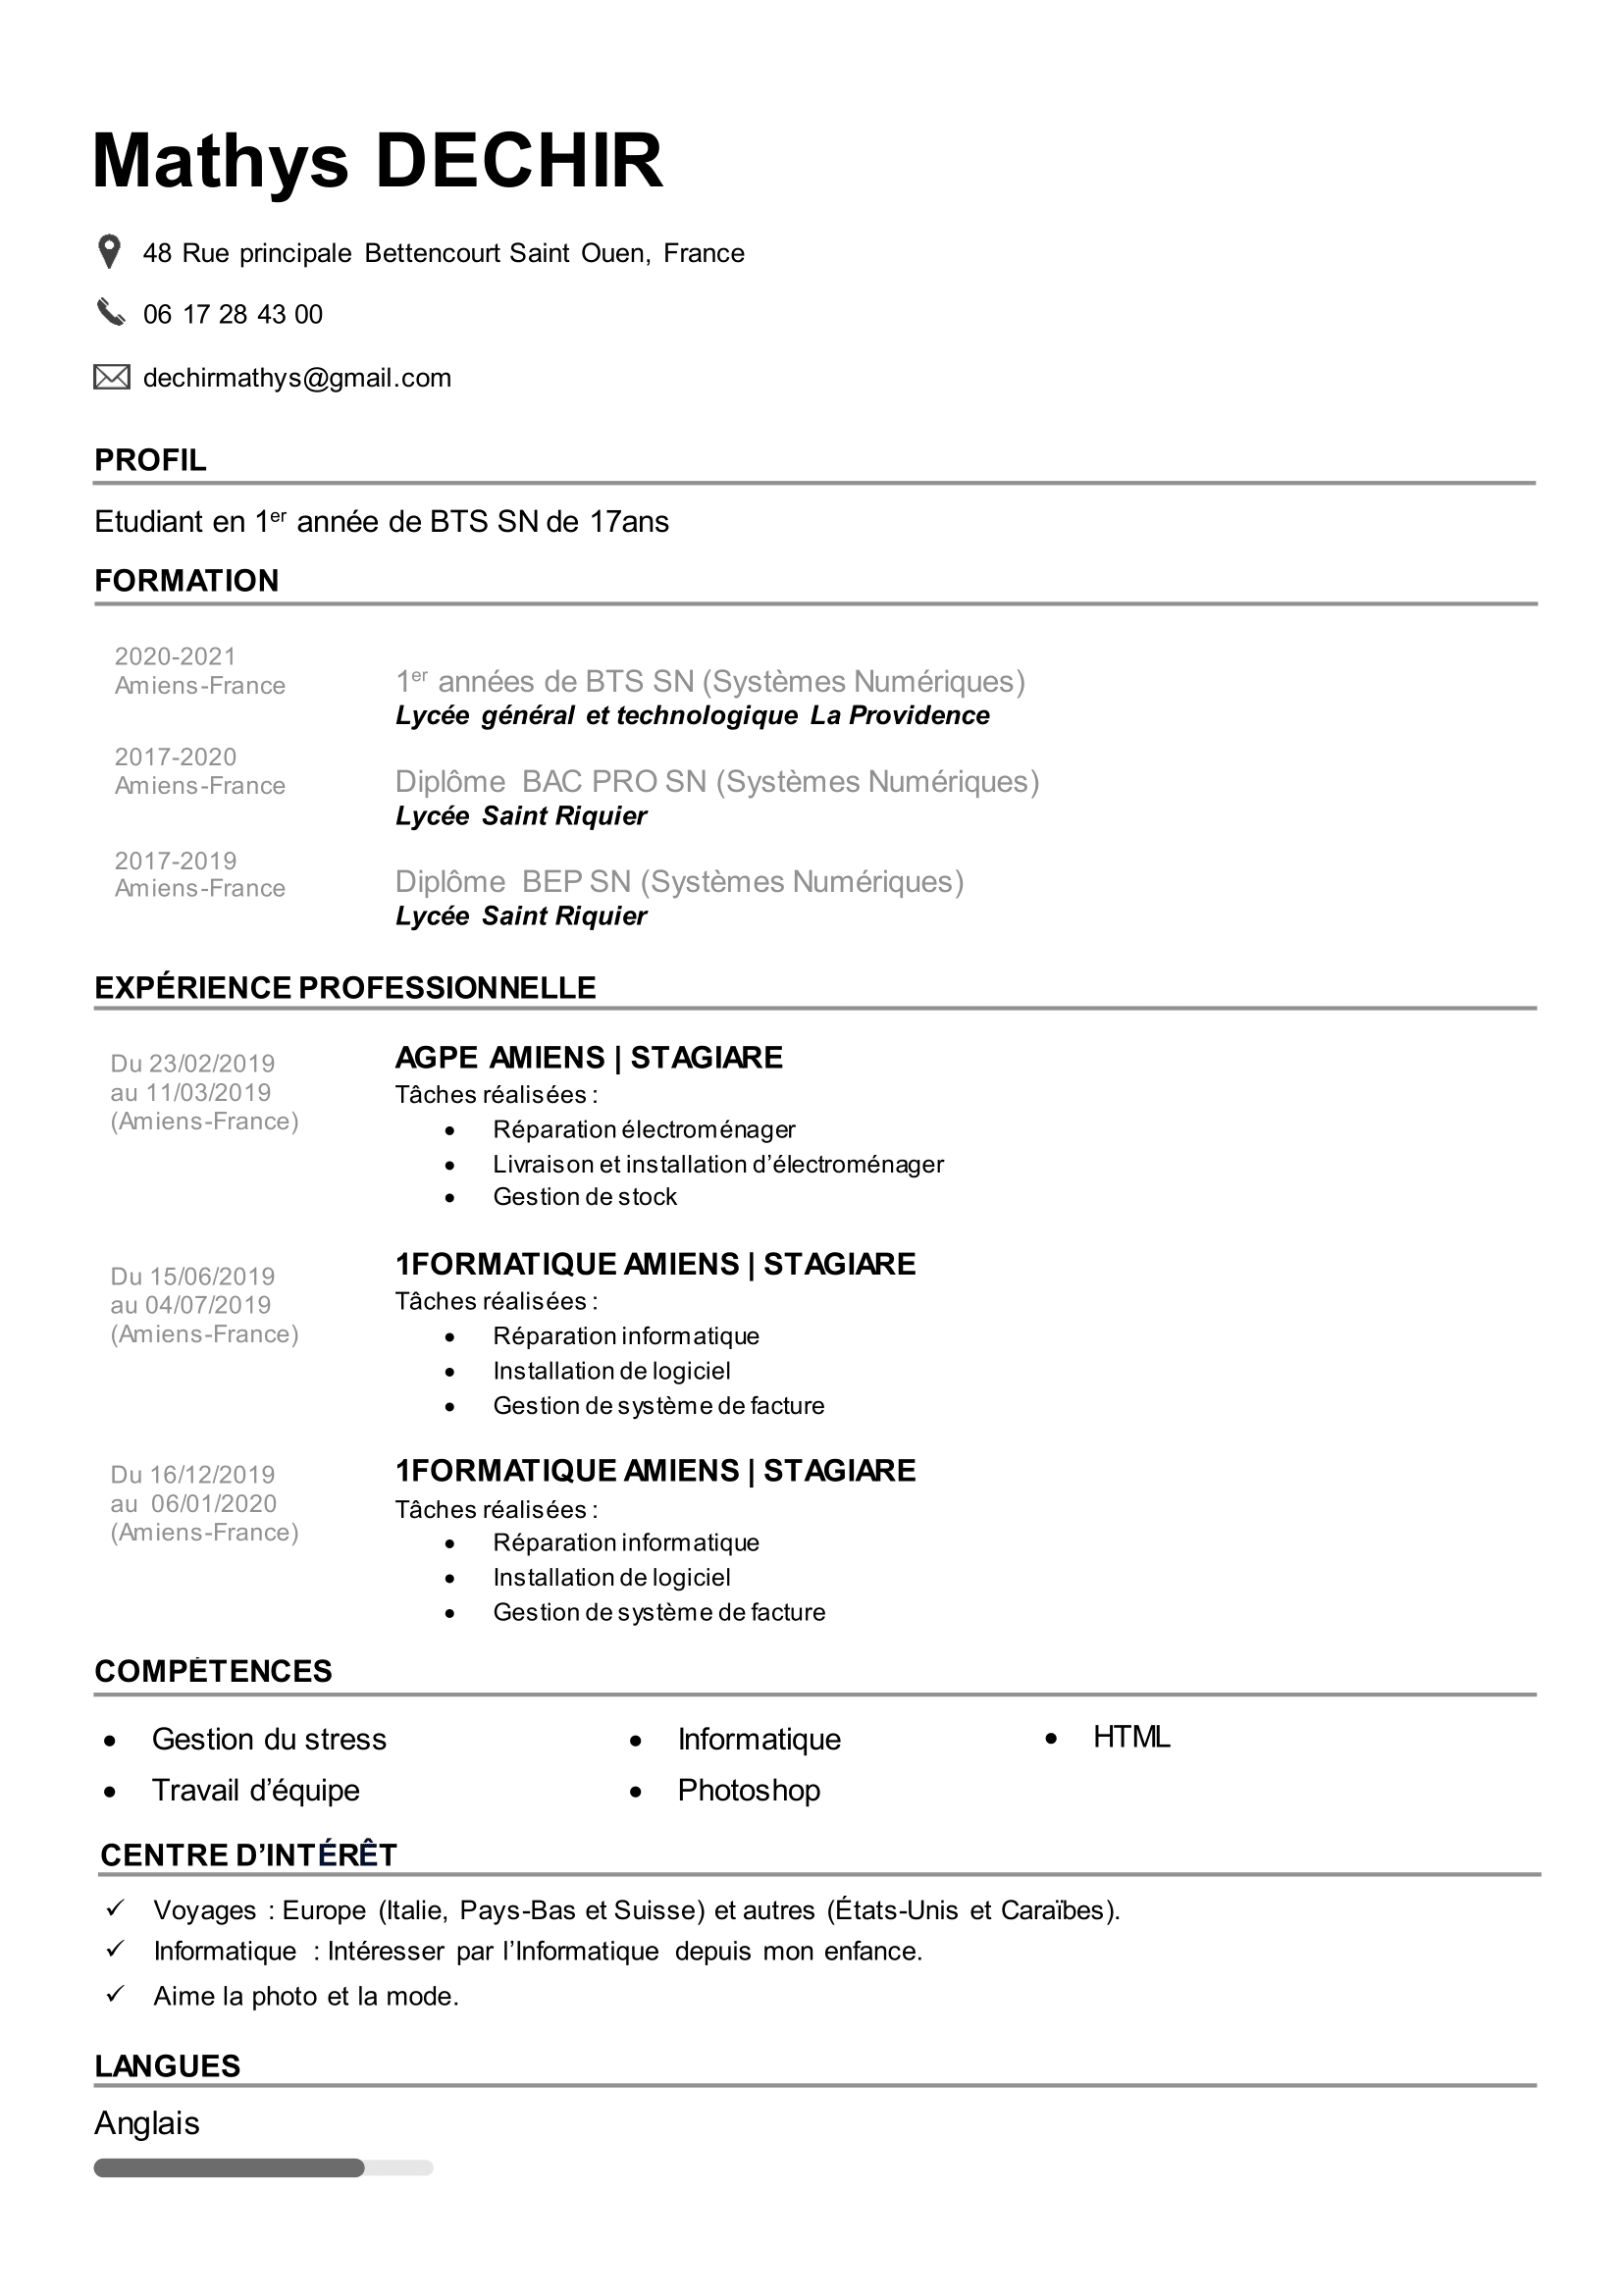 Mathys DECHIR
48 Rue principale Bettencourt Saint Ouen, France
06 17 28 43 00
dechirmathys@gmail.com
PROFIL
Etudiant en 1er année de BTS SN de 17ans
FORMATION
2020-2021
Amiens-France
1er années de BTS SN (Systèmes Numériques)
Lycée général et technologique La Providence
2017-2020
Amiens-France
Diplôme BAC PRO SN (Systèmes Numériques)
Lycée Saint Riquier
2017-2019
Amiens-France
Diplôme BEP SN (Systèmes Numériques)
Lycée Saint Riquier
EXPÉRIENCE PROFESSIONNELLE
Du 23/02/2019
au 11/03/2019
(Amiens-France)
AGPE AMIENS | STAGIARE
Tâches réalisées :
• Réparation électroménager
• Livraison et installation d’électroménager
• Gestion de stock
Du 15/06/2019
au 04/07/2019
(Amiens-France)
1FORMATIQUE AMIENS | STAGIARE
Tâches réalisées :
• Réparation informatique
• Installation de logiciel
• Gestion de système de facture
Du 16/12/2019
au 06/01/2020
(Amiens-France)
1FORMATIQUE AMIENS | STAGIARE
Tâches réalisées :
• Réparation informatique
• Installation de logiciel
• Gestion de système de facture
COMPÉTENCES
• Gestion du stress
• Travail d’équipe
• Informatique
• Photoshop
• HTML
CENTRE D’INTÉRÊT
✓ Voyages : Europe (Italie, Pays-Bas et Suisse) et autres (États-Unis et Caraïbes).
✓ Informatique : Intéresser par l’Informatique depuis mon enfance.
✓ Aime la photo et la mode.
LANGUES
Anglais